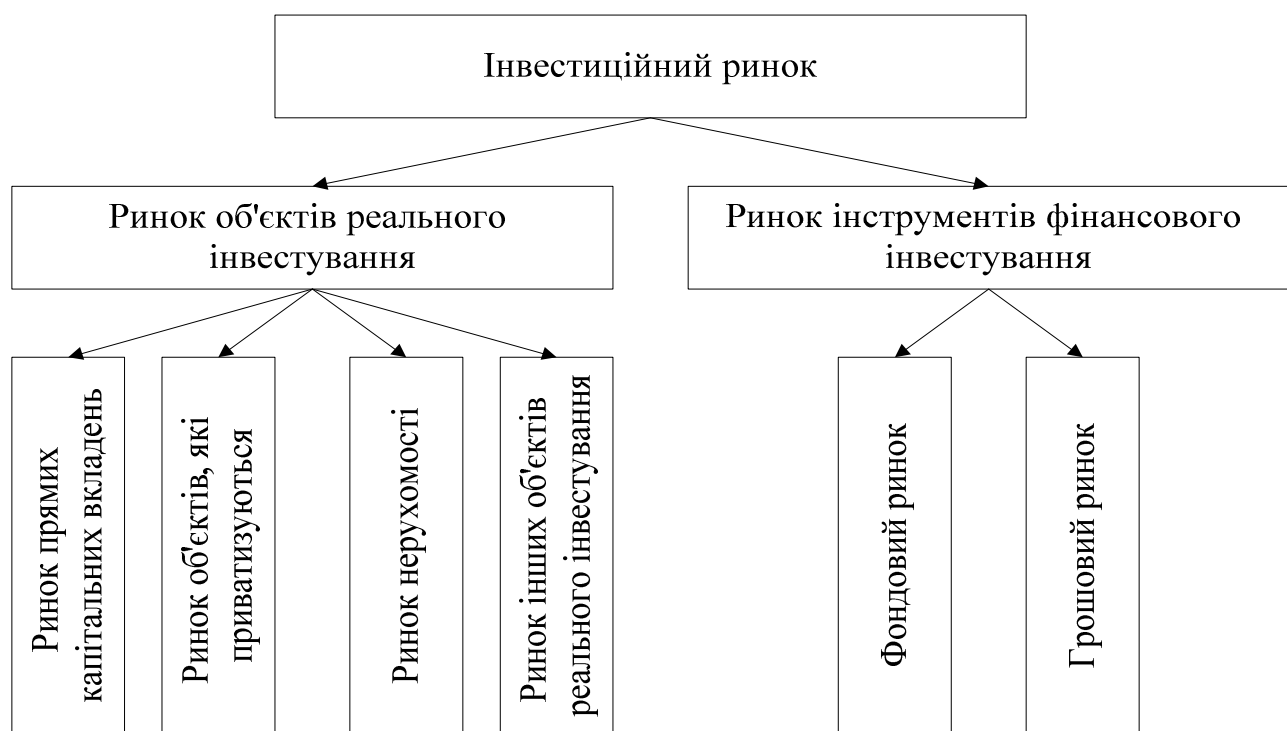 Інвестиційний ринок
Ринок об'єктів реального
інвестування
Ринок інструментів фінансового
інвестування
Ринок прямих
капітальних вкладень
Ринок об'єктів, які
приватизуються
Ринок нерухомості
Ринок інших об'єктів
реального інвестування
Фондовий ринок
Грошовий ринок